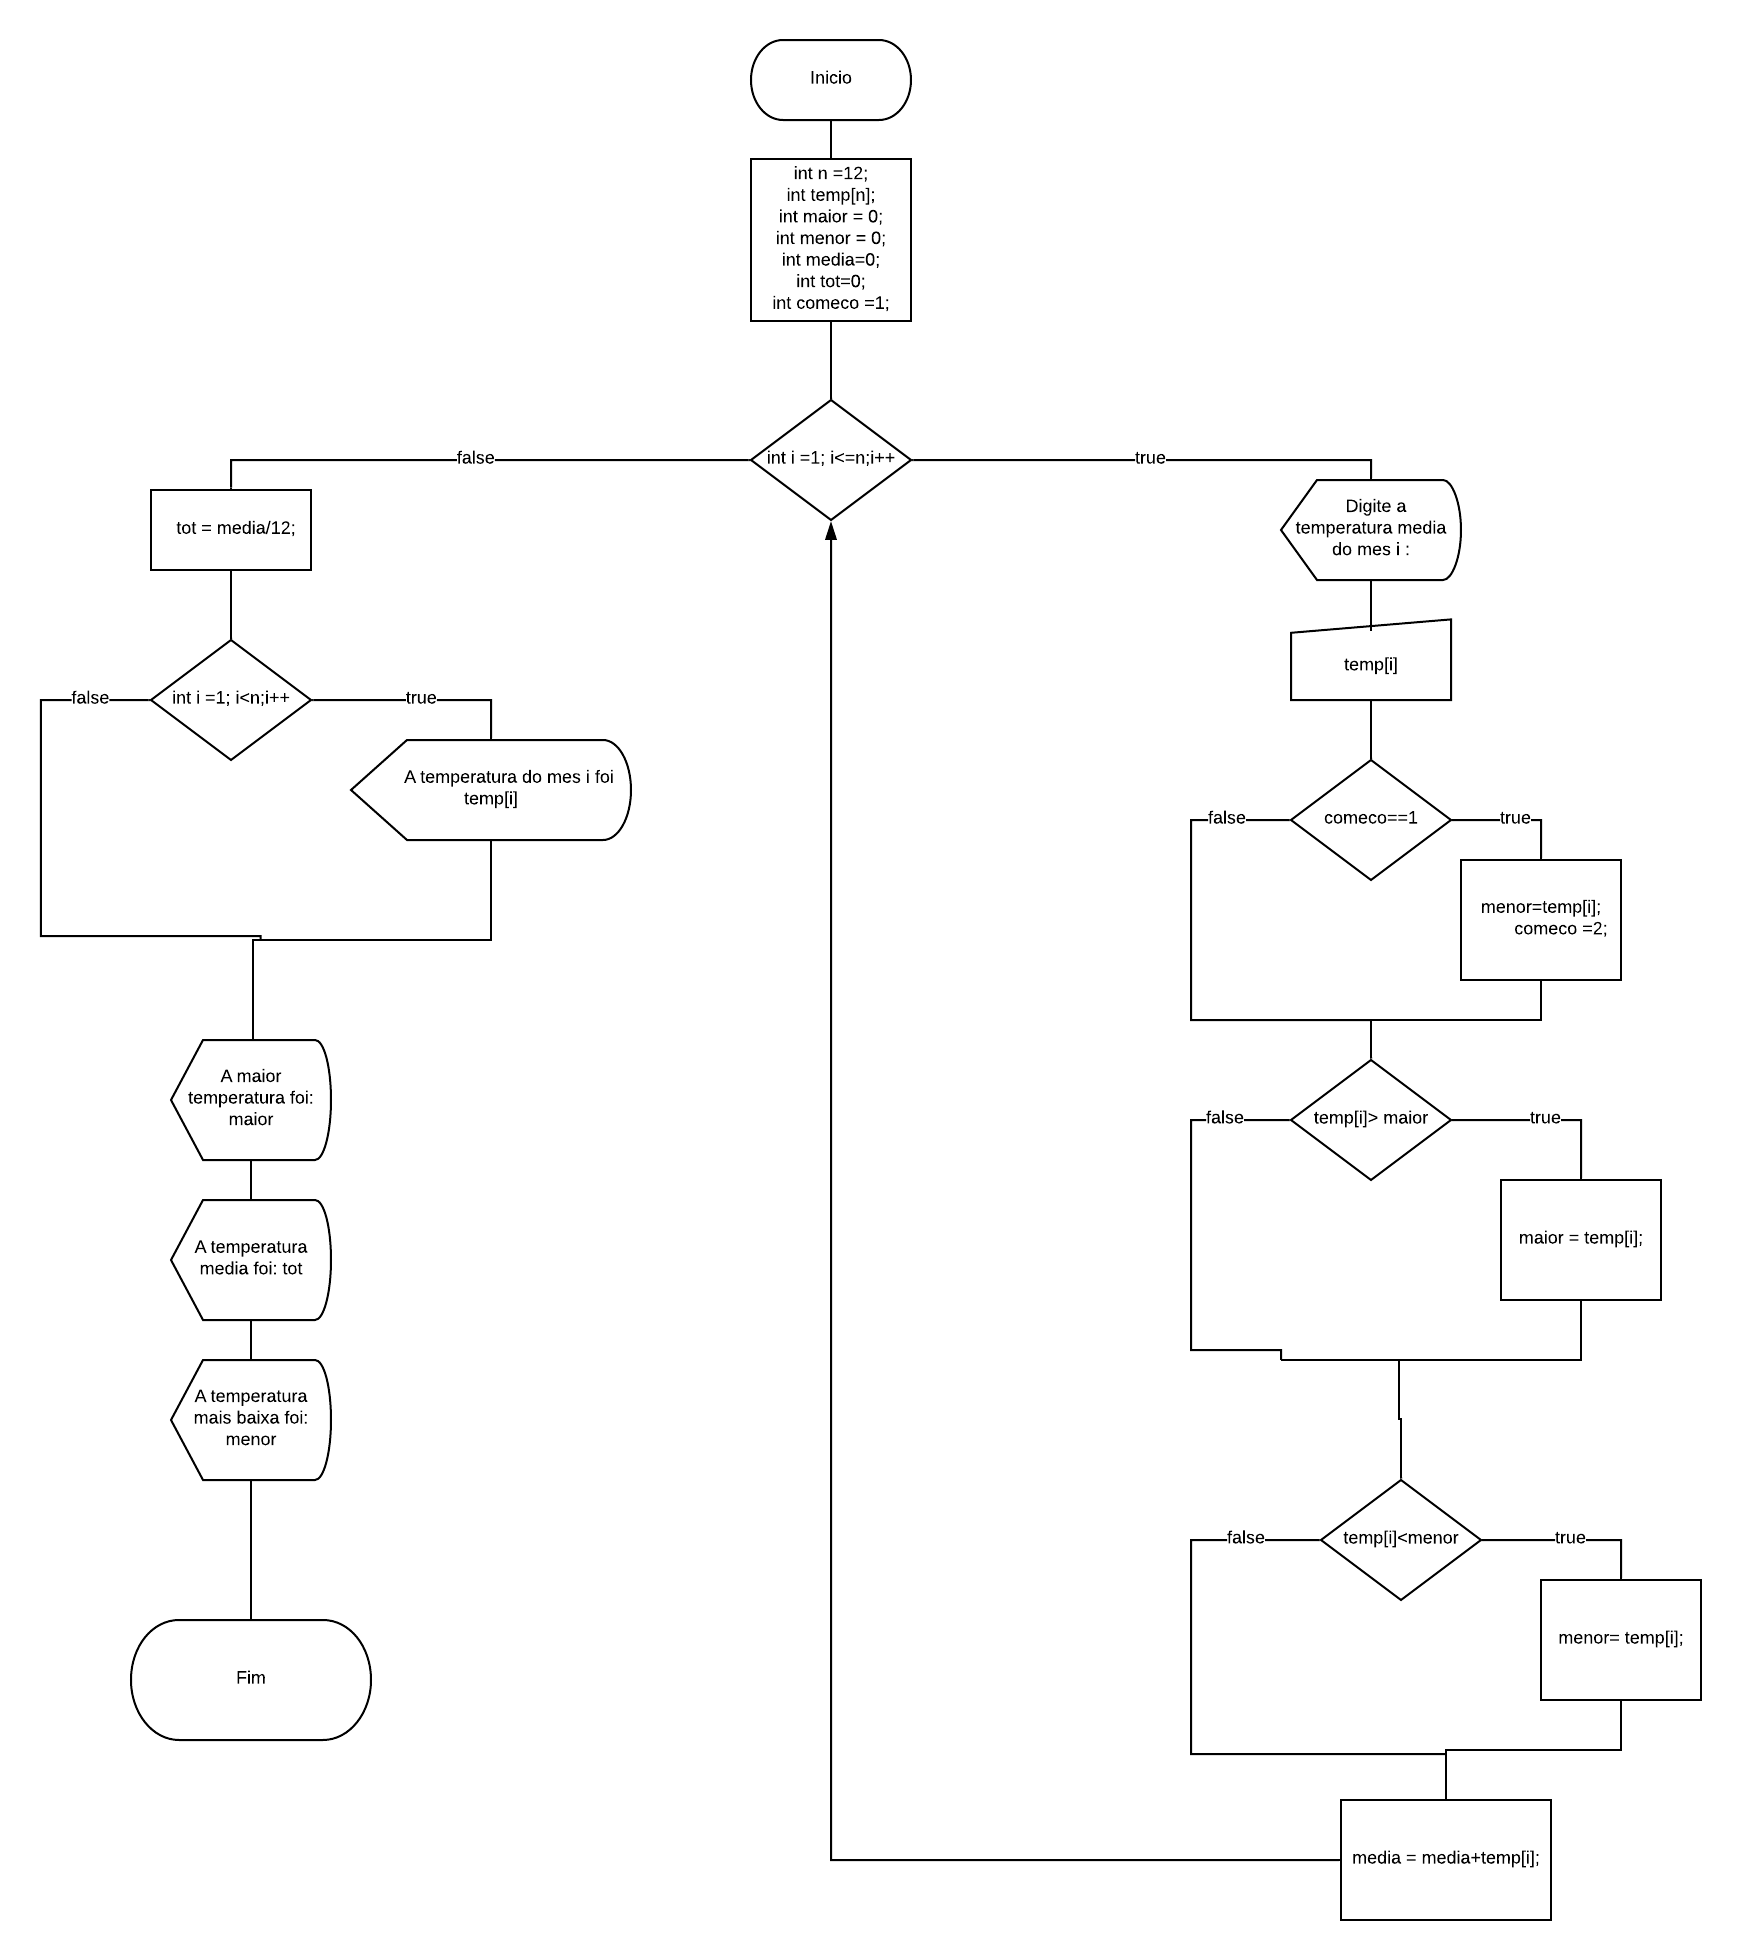 Inicio
int n =12;
int temp[n];
int maior = 0;
int menor = 0;
int media=0;
int tot=0;
int comeco =1;
int i =1; i<=n;i++
false
true
tot = media/12;
int i =1; i<n;i++
false
true
A temperatura do mes i foi
temp[i]
A maior
temperatura foi:
maior
A temperatura
media foi: tot
A temperatura
mais baixa foi:
menor
Fim
Digite a
temperatura media
do mes i :
temp[i]
comeco==1
false
true
menor=temp[i];
comeco =2;
temp[i]> maior
false
true
maior = temp[i];
temp[i]<menor
false
true
menor= temp[i];
media = media+temp[i];